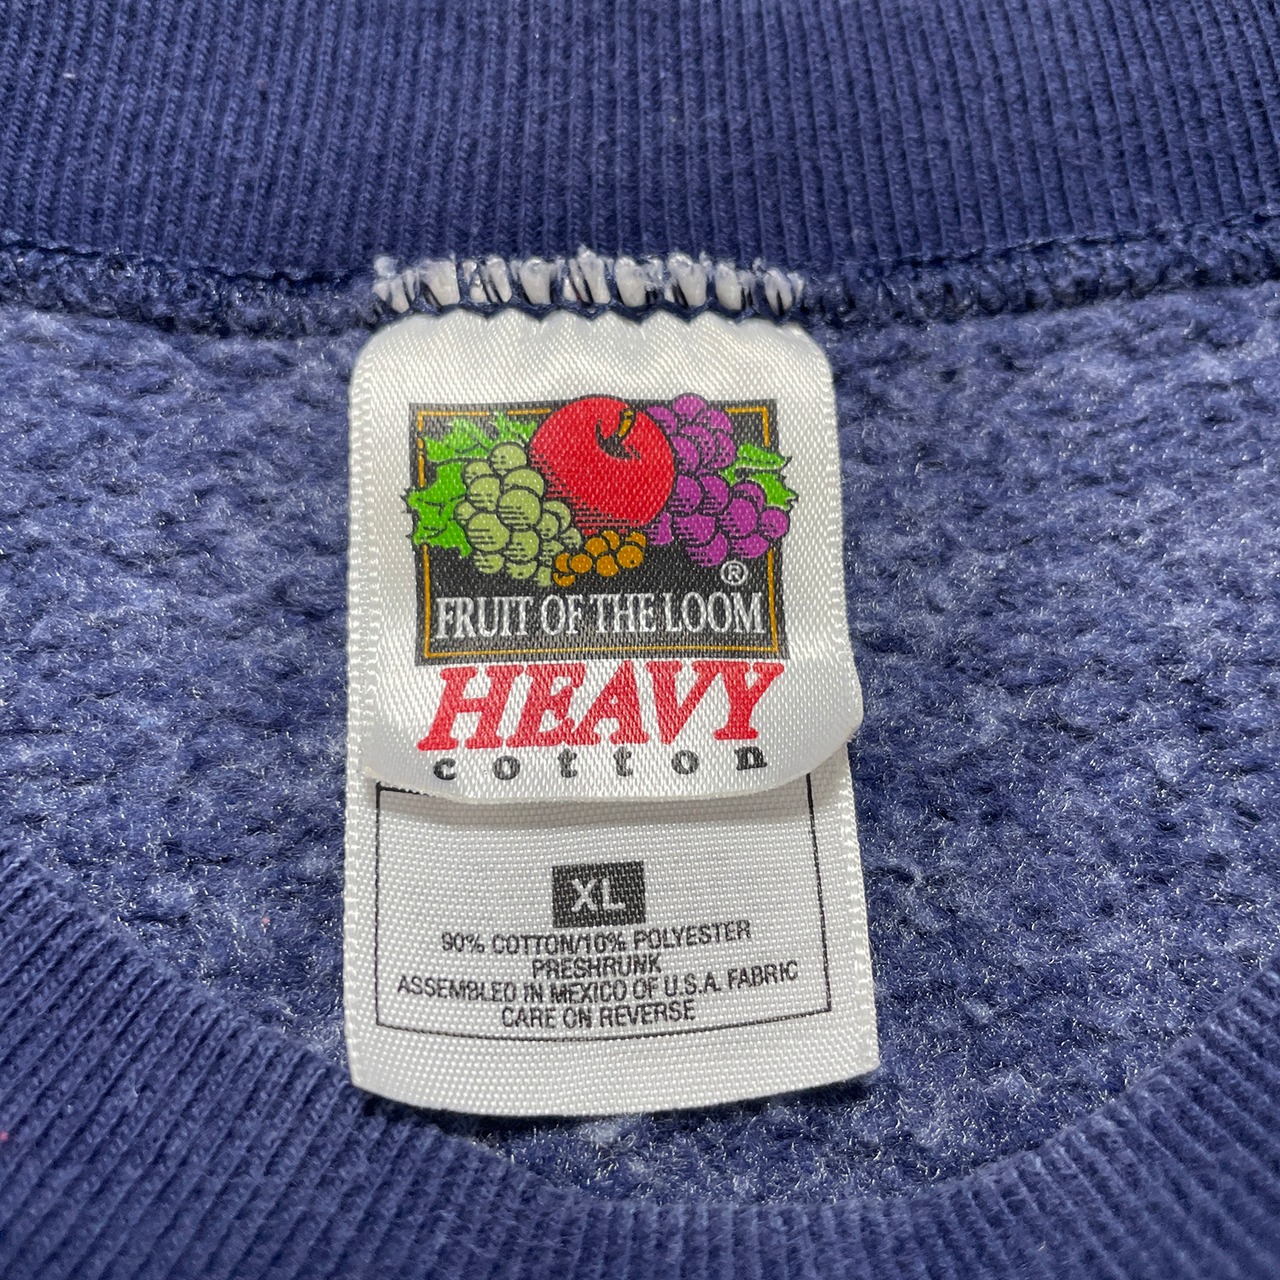 ®
FRUIT OF THE LOOM
HEAVY
cotton
XL
90% COTTON/10% POLYESTER
PRESHRUNK
ASSEMBLED IN MEXICO OF U.S.A. FABRIC
CARE ON REVERSE